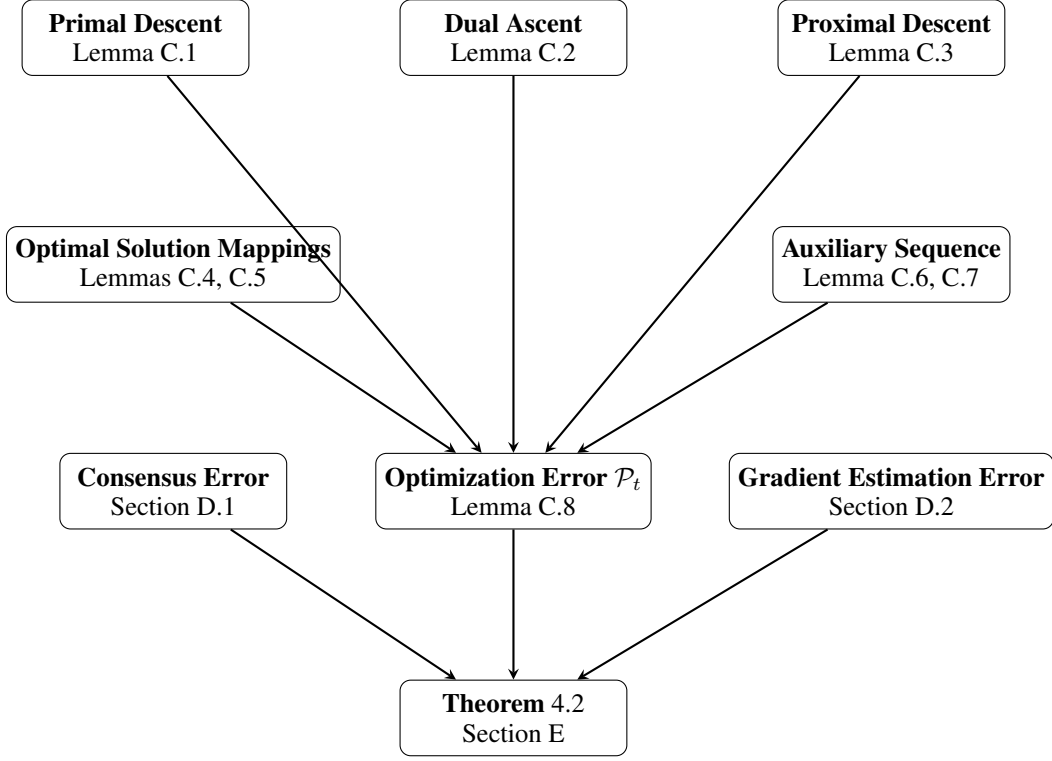 Primal Descent
Lemma C.1
Dual Ascent
Lemma C.2
Proximal Descent
Lemma C.3
Optimal Solution Mappings
Lemmas C.4, C.5
Auxiliary Sequence
Lemma C.6, C.7
Consensus Error
Section D.1
Optimization Error 𝒫ₜ
Lemma C.8
Gradient Estimation Error
Section D.2
Theorem 4.2
Section E